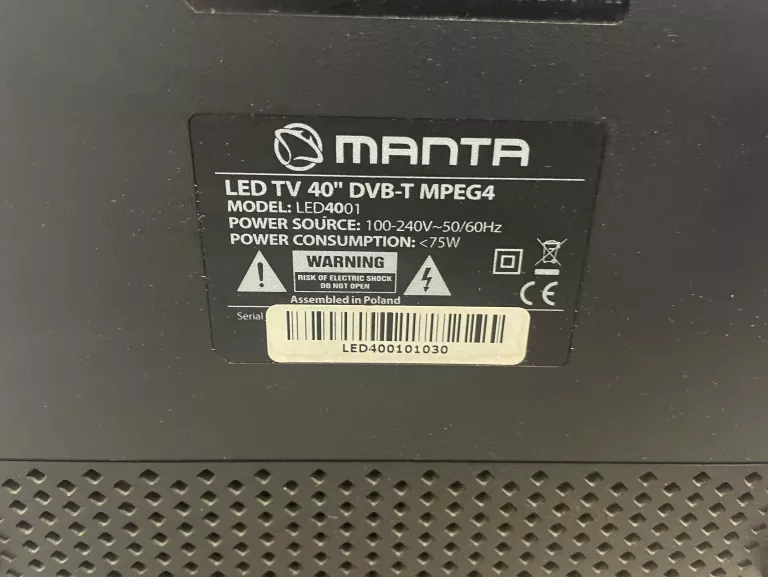 MANTA
LED TV 40" DVB-T MPEG4
MODEL: LED4001
POWER SOURCE: 100-240V~50/60Hz
POWER CONSUMPTION: <75W
WARNING
RISK OF ELECTRIC SHOCK
DO NOT OPEN
CE
Assembled in Poland
Serial
LED400101030